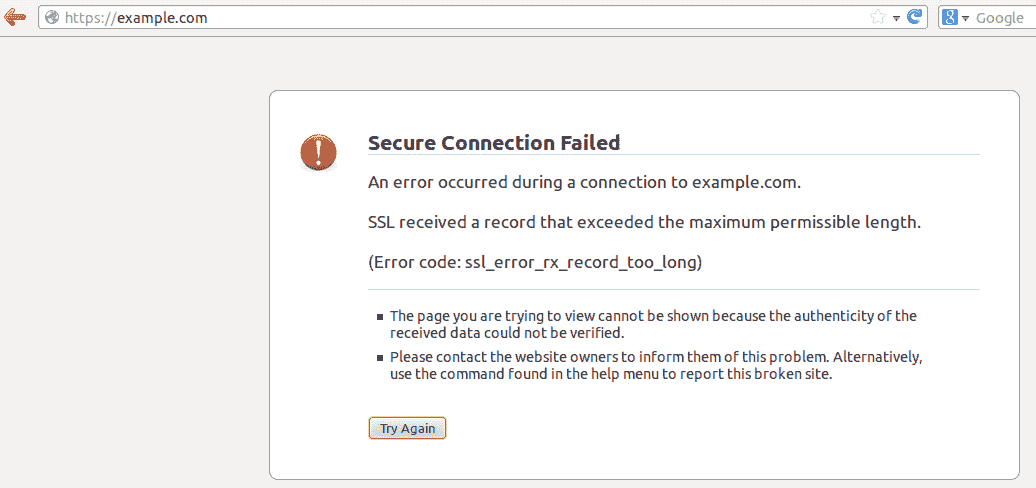 https://example.com
Google
Secure Connection Failed
An error occurred during a connection to example.com.
SSL received a record that exceeded the maximum permissible length.
(Error code: ssl_error_rx_record_too_long)
The page you are trying to view cannot be shown because the authenticity of the
received data could not be verified.
Please contact the website owners to inform them of this problem. Alternatively,
use the command found in the help menu to report this broken site.
Try Again